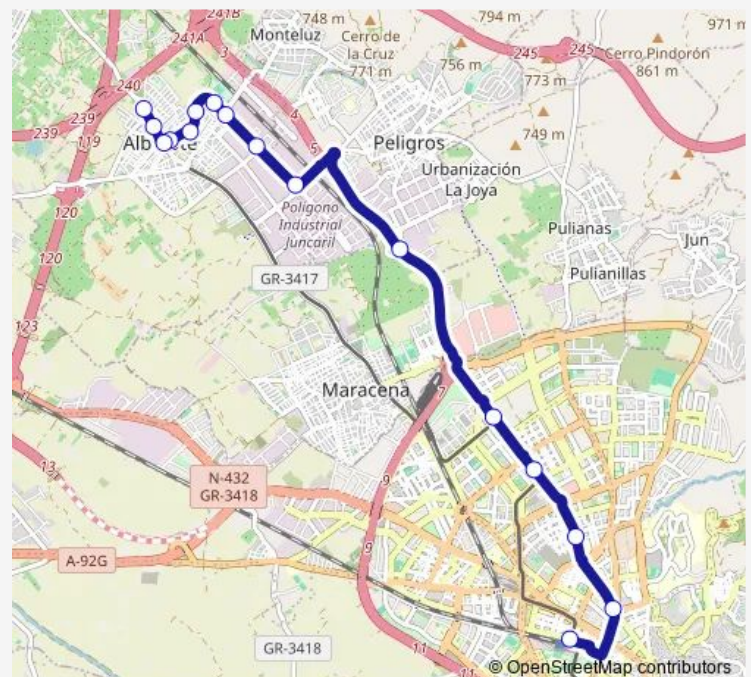 241B
241A
748 m
794 m
971 m
Monteluz
Cerro de
la Cruz
771 m
3
756 m
245
245
Cerro Pindorón
861 m
773 m
240
4
239
239
749 m
119
5
Peligros
Urbanización
La Joya
120
Poligono
Industrial
Juncaril
Pulianas
Jun
120
Pulianillas
GR-3417
123
Maracena
7
13
9
N-432
GR-3418
A-92G
9
GR-3418
11
© OpenStreetMap contributors